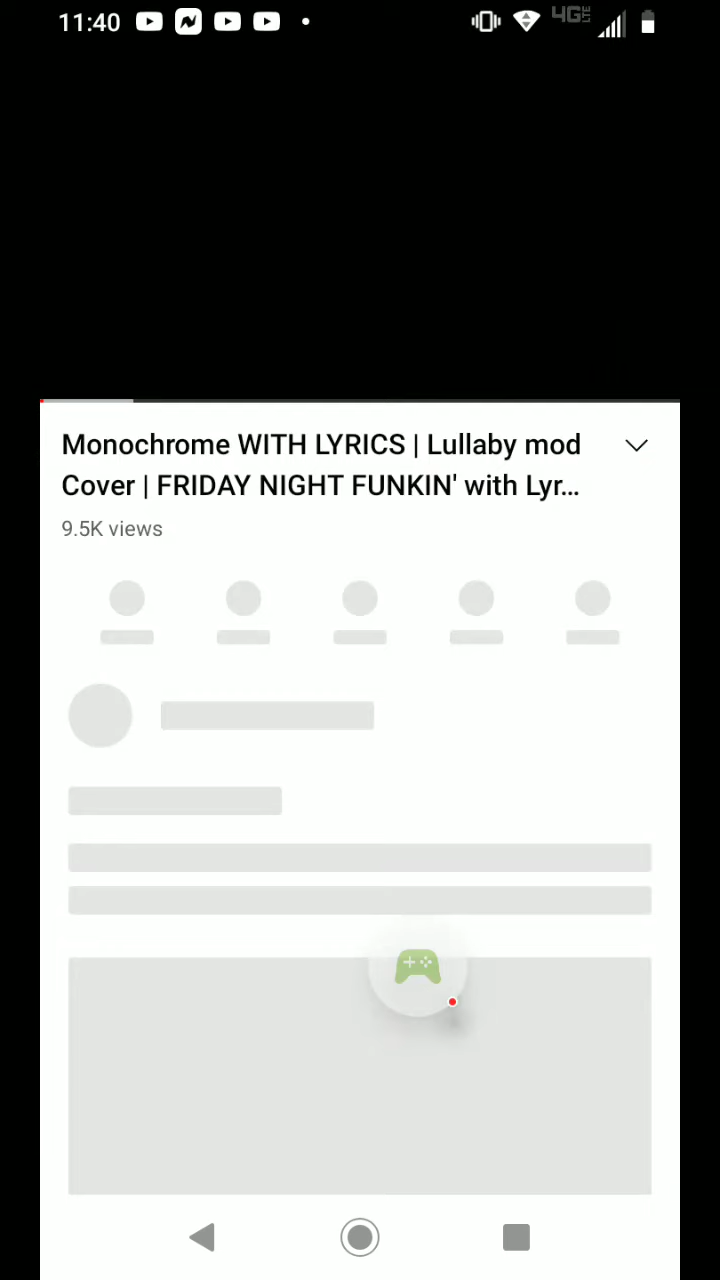 11:40
4G LTE
Monochrome WITH LYRICS | Lullaby mod
Cover | FRIDAY NIGHT FUNKIN' with Lyr...
9.5K views